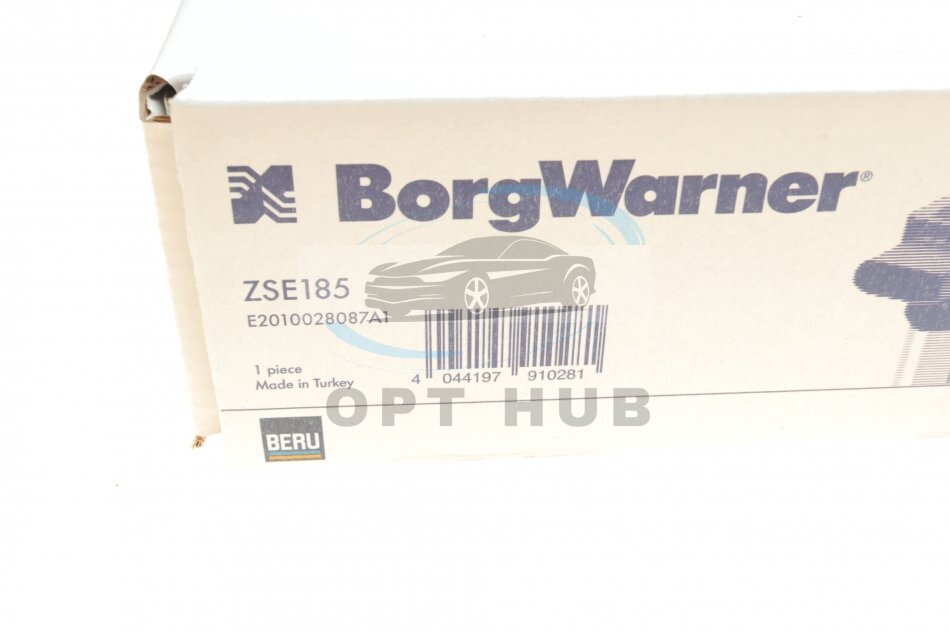 BorgWarner®
ZSE185
E2010028087A1
1 piece
Made in Turkey
4 044197 910281
OPT HUB
BERU